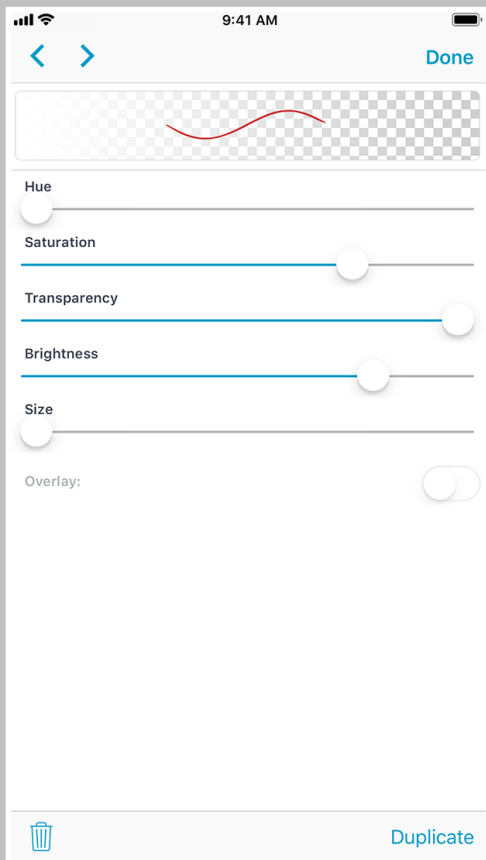 9:41 AM
Done
Hue
Saturation
Transparency
Brightness
Size
Overlay:
Duplicate